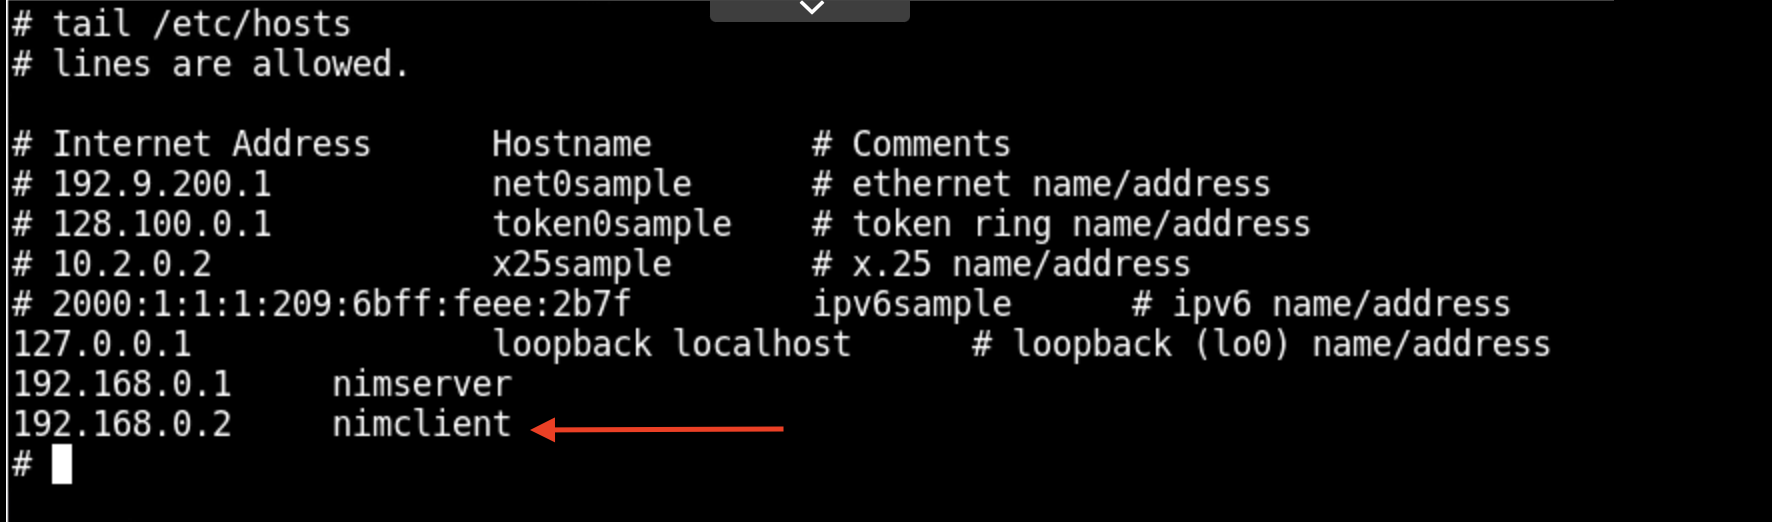 # tail /etc/hosts
# lines are allowed.
# Internet Address Hostname # Comments
# 192.9.200.1 net0sample # ethernet name/address
# 128.100.0.1 token0sample # token ring name/address
# 10.2.0.2 x25sample # x.25 name/address
# 2000:1:1:1:209:6bff:feee:2b7f ipv6sample # ipv6 name/address
127.0.0.1 loopback localhost # loopback (lo0) name/address
192.168.0.1 nimserver
192.168.0.2 nimclient
#